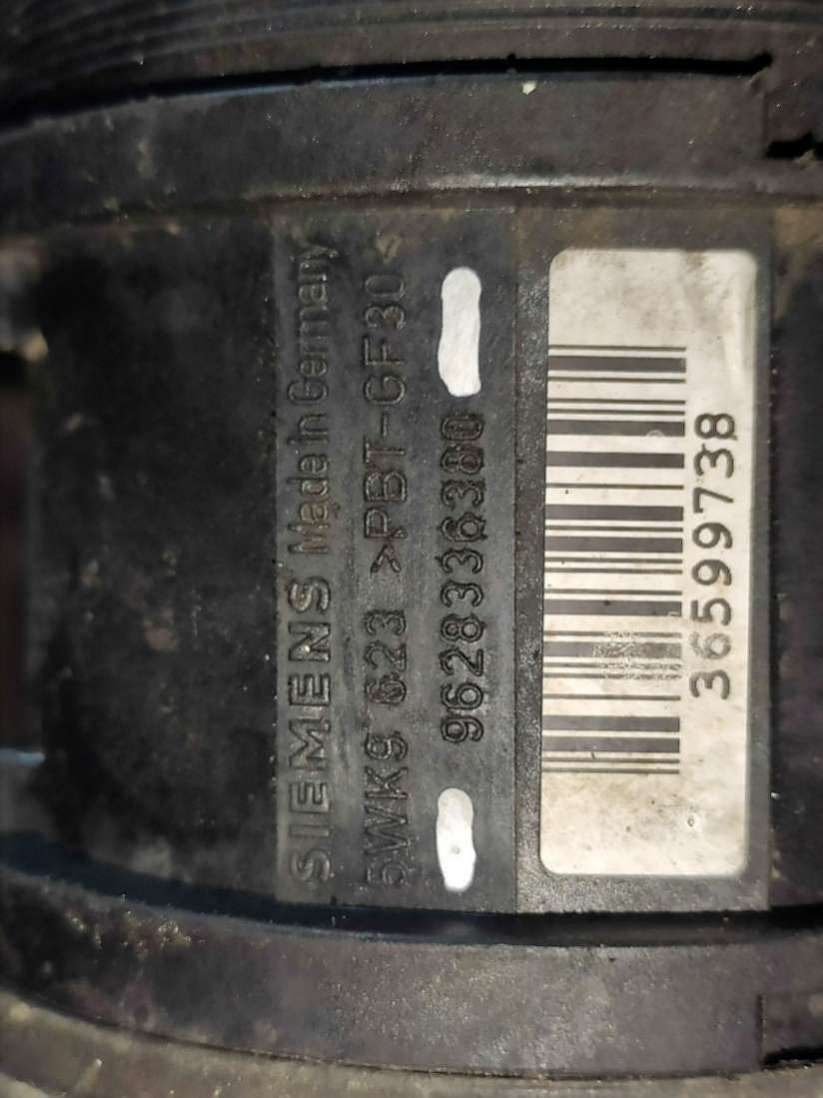 SIEMENS Made in Germany
5WK9 623 >PBT-GF30<
9628336380
36599738